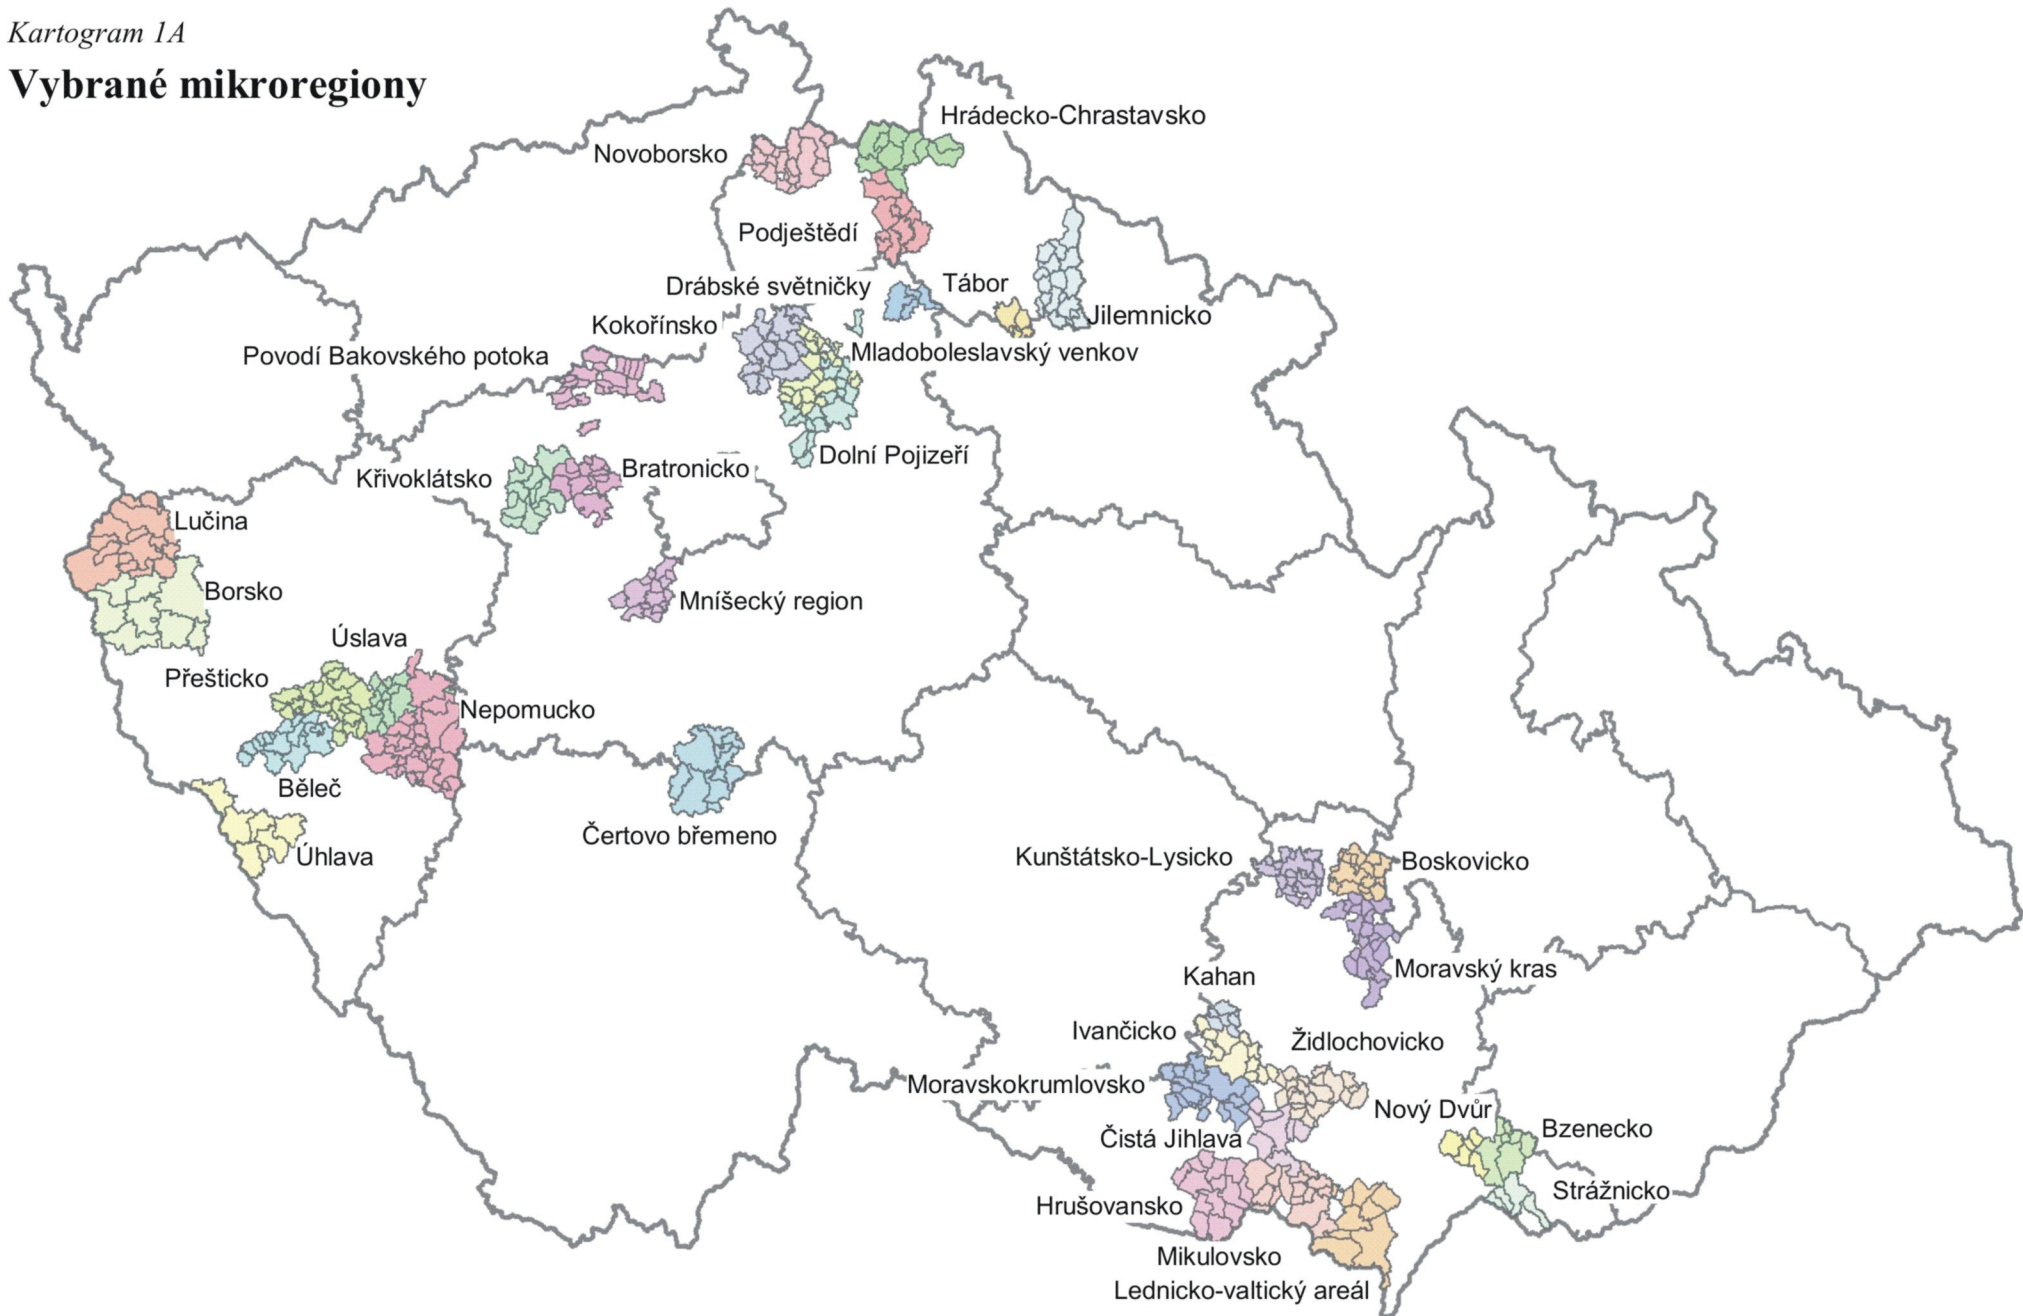 Kartogram 1A
Vybrané mikroregiony
Hrádecko-Chrastavsko
Novoborsko
Podještědí
Drábské světničky
Tábor
Kokořínsko
Jilemnicko
Povodí Bakovského potoka
Mladoboleslavský venkov
Dolní Pojizeří
Křivoklátsko
Bratronicko
Lučina
Borsko
Mníšecký region
Úslava
Přešticko
Nepomucko
Běleč
Čertovo břemeno
Úhlava
Kunštátsko-Lysicko
Boskovicko
Moravský kras
Kahan
Ivančicko
Židlochovicko
Moravskokrumlovsko
Nový Dvůr
Bzenecko
Čistá Jihlava
Strážnicko
Hrušovansko
Mikulovsko
Lednicko-valtický areál